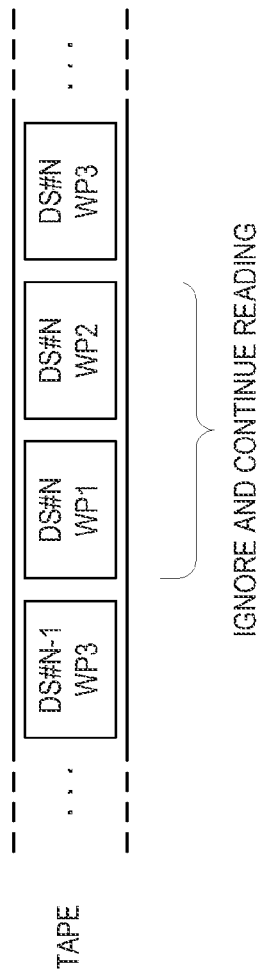 TAPE
DS#N-1
WP3
DS#N
WP1
DS#N
WP2
DS#N
WP3
IGNORE AND CONTINUE READING